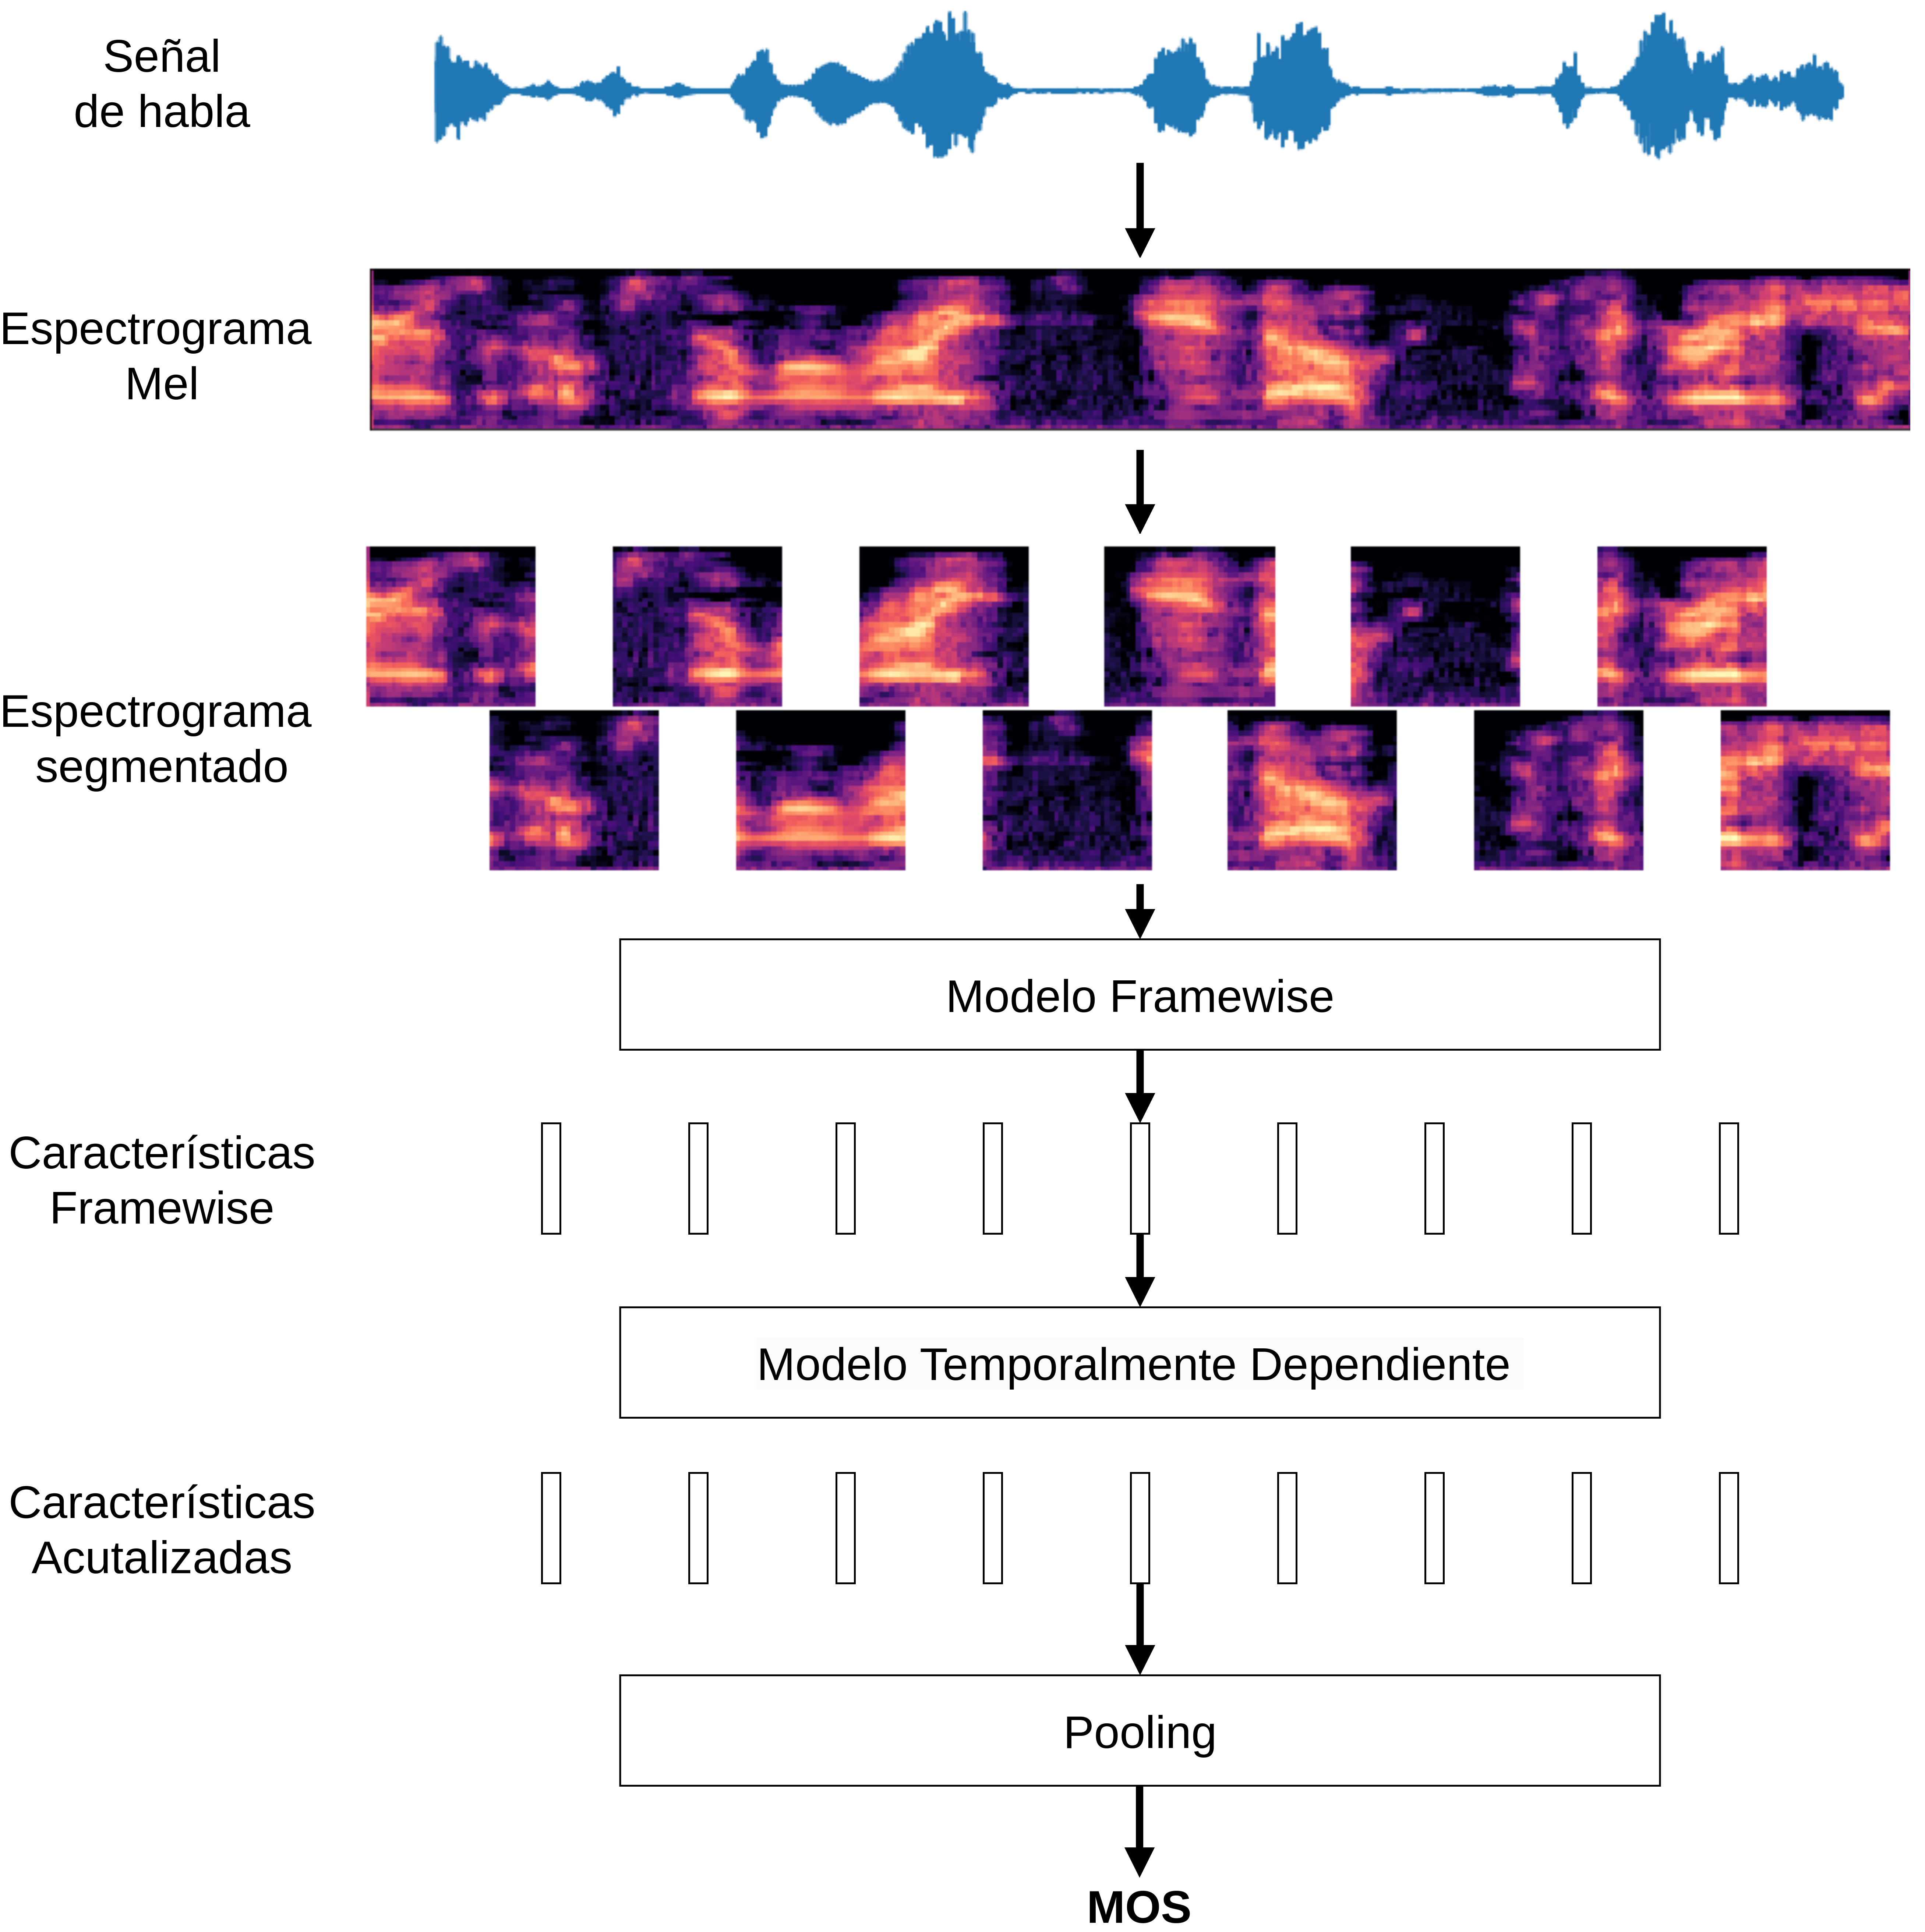 Señal
de habla
Espectrograma
Mel
Espectrograma
segmentado
Modelo Framewise
Características
Framewise
Modelo Temporalmente Dependiente
Características
Acutalizadas
Pooling
MOS